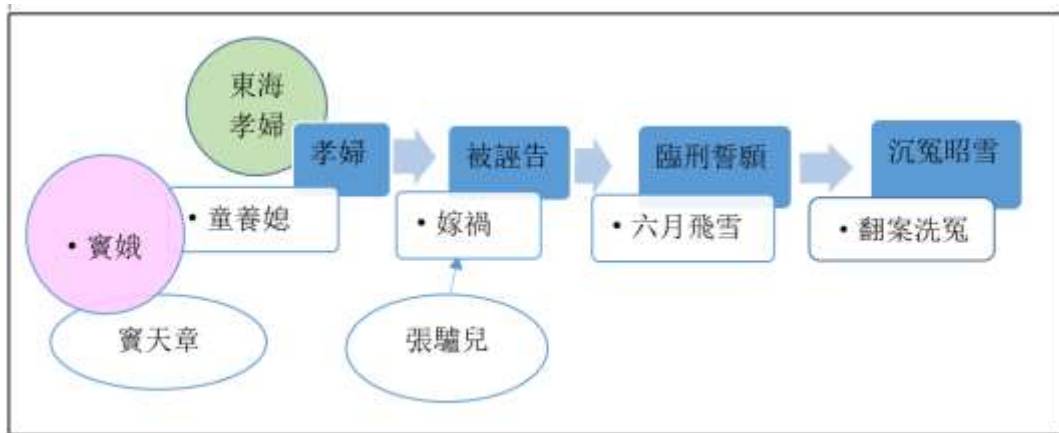 東海
孝婦
孝婦
被誣告
臨刑誓願
沉冤昭雪
• 竇娥
• 童養媳
• 嫁禍
• 六月飛雪
• 翻案洗冤
竇天章
張驢兒